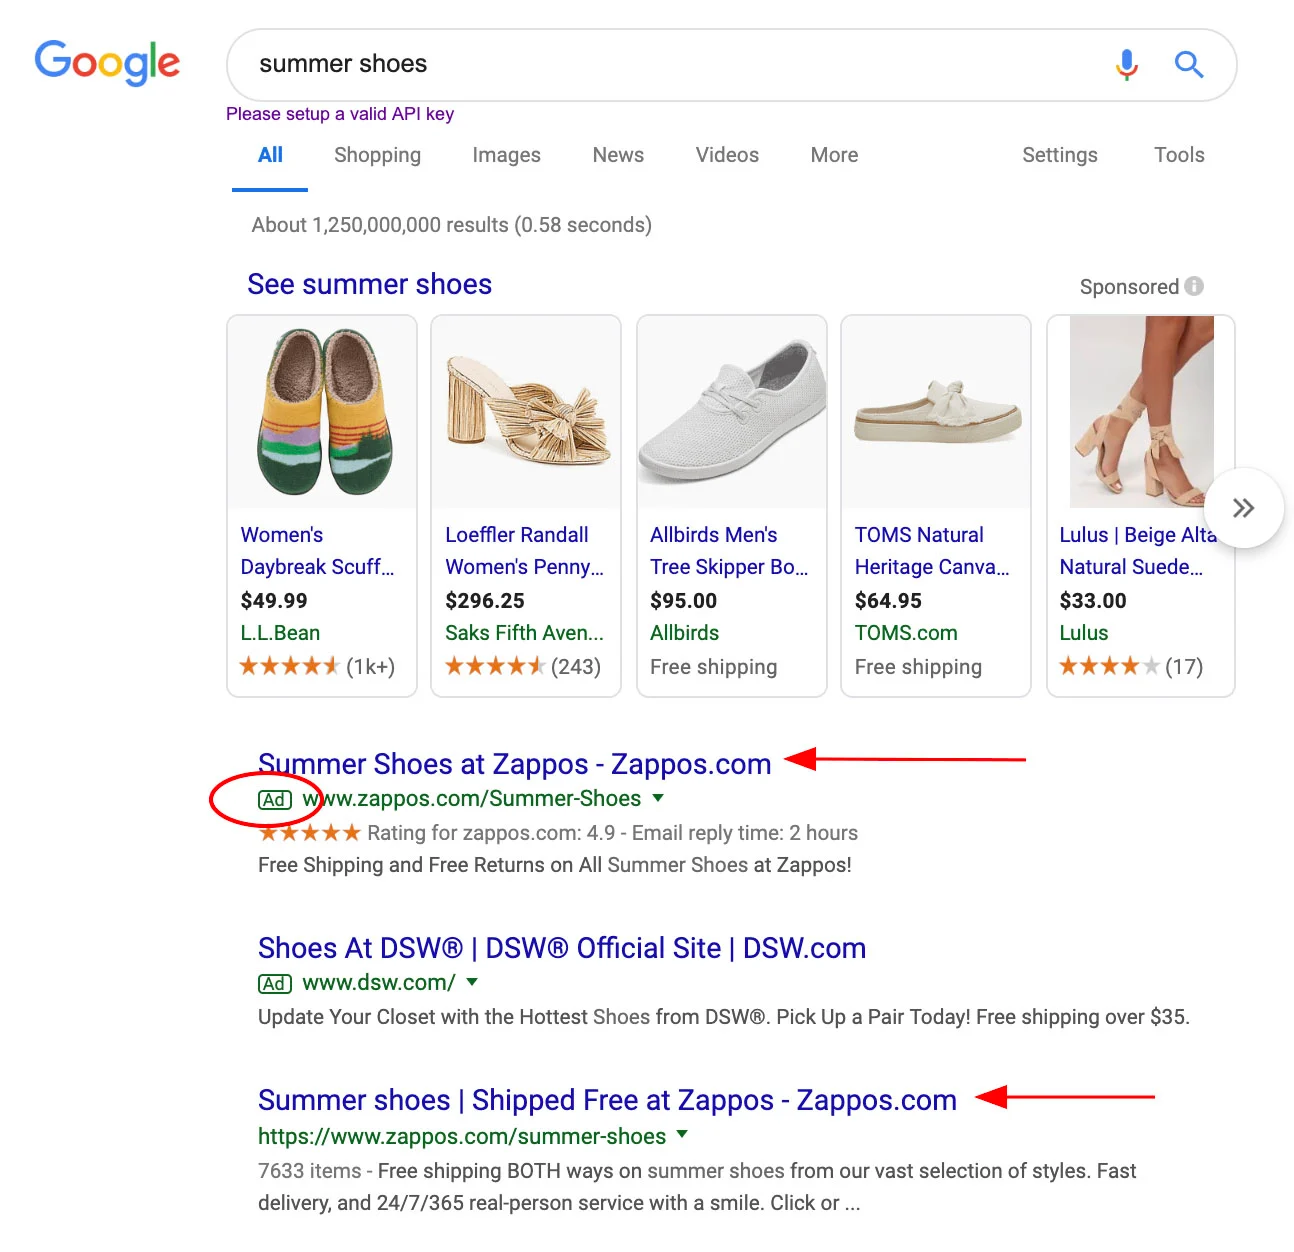 Google
summer shoes
Please setup a valid API key
All Shopping Images News Videos More Settings Tools
About 1,250,000,000 results (0.58 seconds)
See summer shoes
Sponsored
Women's
Daybreak Scuff...
$49.99
L.L.Bean
(1k+)
Loeffler Randall
Women's Penny...
$296.25
Saks Fifth Aven...
(243)
Allbirds Men's
Tree Skipper Bo...
$95.00
Allbirds
Free shipping
TOMS Natural
Heritage Canva...
$64.95
TOMS.com
Free shipping
Lulus | Beige Alta
Natural Suede...
$33.00
Lulus
(17)
Summer Shoes at Zappos - Zappos.com
Ad www.zappos.com/Summer-Shoes
Rating for zappos.com: 4.9 - Email reply time: 2 hours
Free Shipping and Free Returns on All Summer Shoes at Zappos!
Shoes At DSW® | DSW® Official Site | DSW.com
Ad www.dsw.com/
Update Your Closet with the Hottest Shoes from DSW®. Pick Up a Pair Today! Free shipping over $35.
Summer shoes | Shipped Free at Zappos - Zappos.com
https://www.zappos.com/summer-shoes
7633 items - Free shipping BOTH ways on summer shoes from our vast selection of styles. Fast
delivery, and 24/7/365 real-person service with a smile. Click or ...